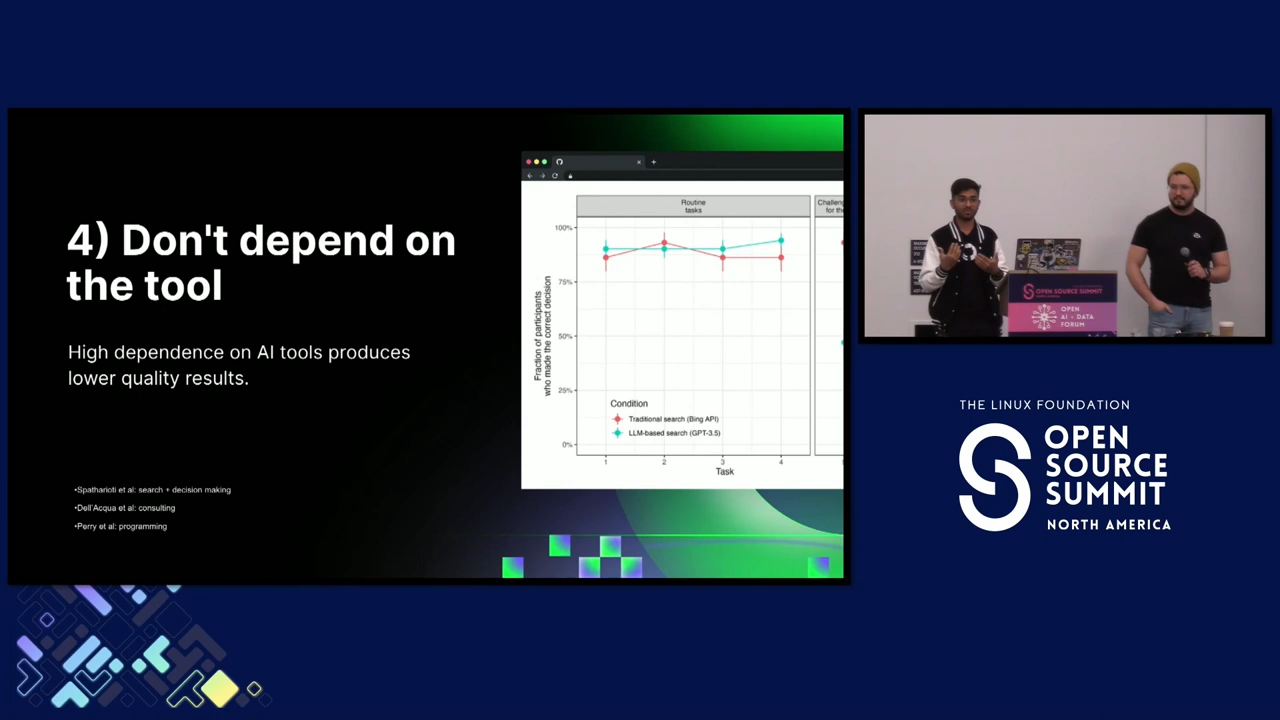 4) Don't depend on
the tool
High dependence on AI tools produces
lower quality results.
•Spatharioti et al: search + decision making
•Dell'Acqua et al: consulting
•Perry et al: programming
Routine
tasks
Challeng
for the
100%
75%
50%
25%
0%
Fraction of participants
who made the correct decision
Condition
Traditional search (Bing API)
LLM-based search (GPT-3.5)
1 2 3 4
Task
OPEN SOURCE SUMMIT
OPEN
AI + DATA
FORUM
THE LINUX FOUNDATION
OPEN
SOURCE
SUMMIT
NORTH AMERICA